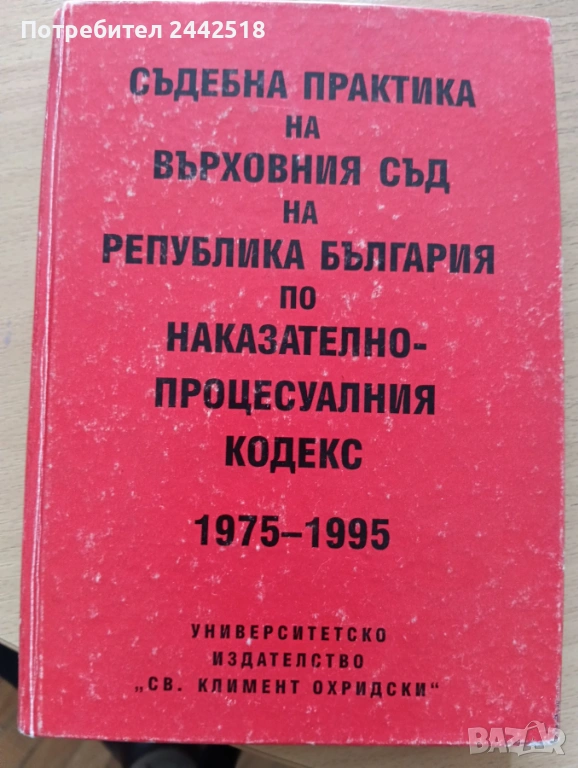 Потребител 2442518
СЪДЕБНА ПРАКТИКА
НА
ВЪРХОВНИЯ СЪД
НА
РЕПУБЛИКА БЪЛГАРИЯ
ПО
НАКАЗАТЕЛНО-
ПРОЦЕСУАЛНИЯ
КОДЕКС
1975–1995
УНИВЕРСИТЕТСКО
ИЗДАТЕЛСТВО
„СВ. КЛИМЕНТ ОХРИДСКИ“
BAZAR